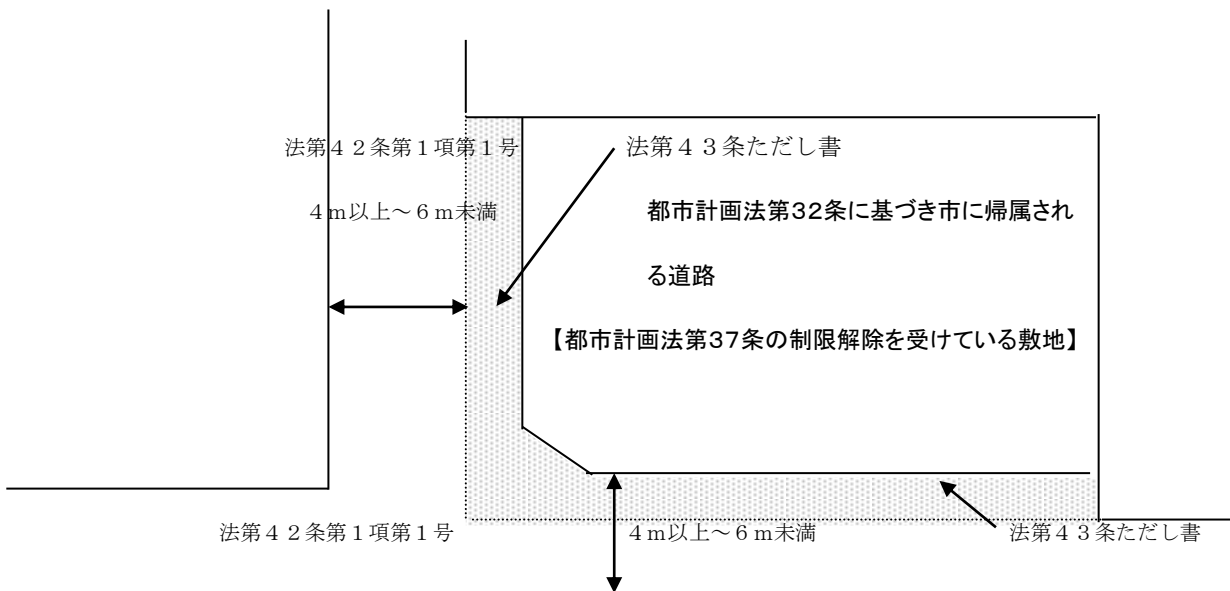 法第４２条第１項第１号
法第４３条ただし書
４ｍ以上～６ｍ未満
都市計画法第32条に基づき市に帰属され
る道路
【都市計画法第37条の制限解除を受けている敷地】
法第４２条第１項第１号
４ｍ以上～６ｍ未満
法第４３条ただし書